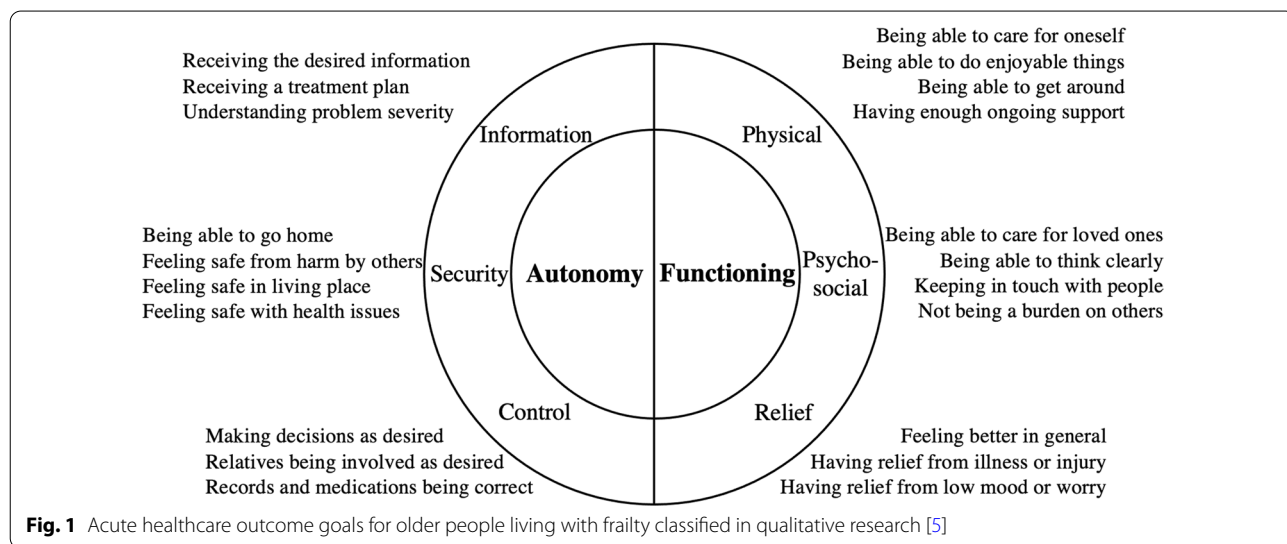 Receiving the desired information
Receiving a treatment plan
Understanding problem severity
Being able to care for oneself
Being able to do enjoyable things
Being able to get around
Having enough ongoing support
Information
Physical
Being able to go home
Feeling safe from harm by others
Feeling safe in living place
Feeling safe with health issues
Security
Autonomy
Functioning
Psycho-
social
Being able to care for loved ones
Being able to think clearly
Keeping in touch with people
Not being a burden on others
Control
Relief
Making decisions as desired
Relatives being involved as desired
Records and medications being correct
Feeling better in general
Having relief from illness or injury
Having relief from low mood or worry
Fig. 1 Acute healthcare outcome goals for older people living with frailty classified in qualitative research [5]